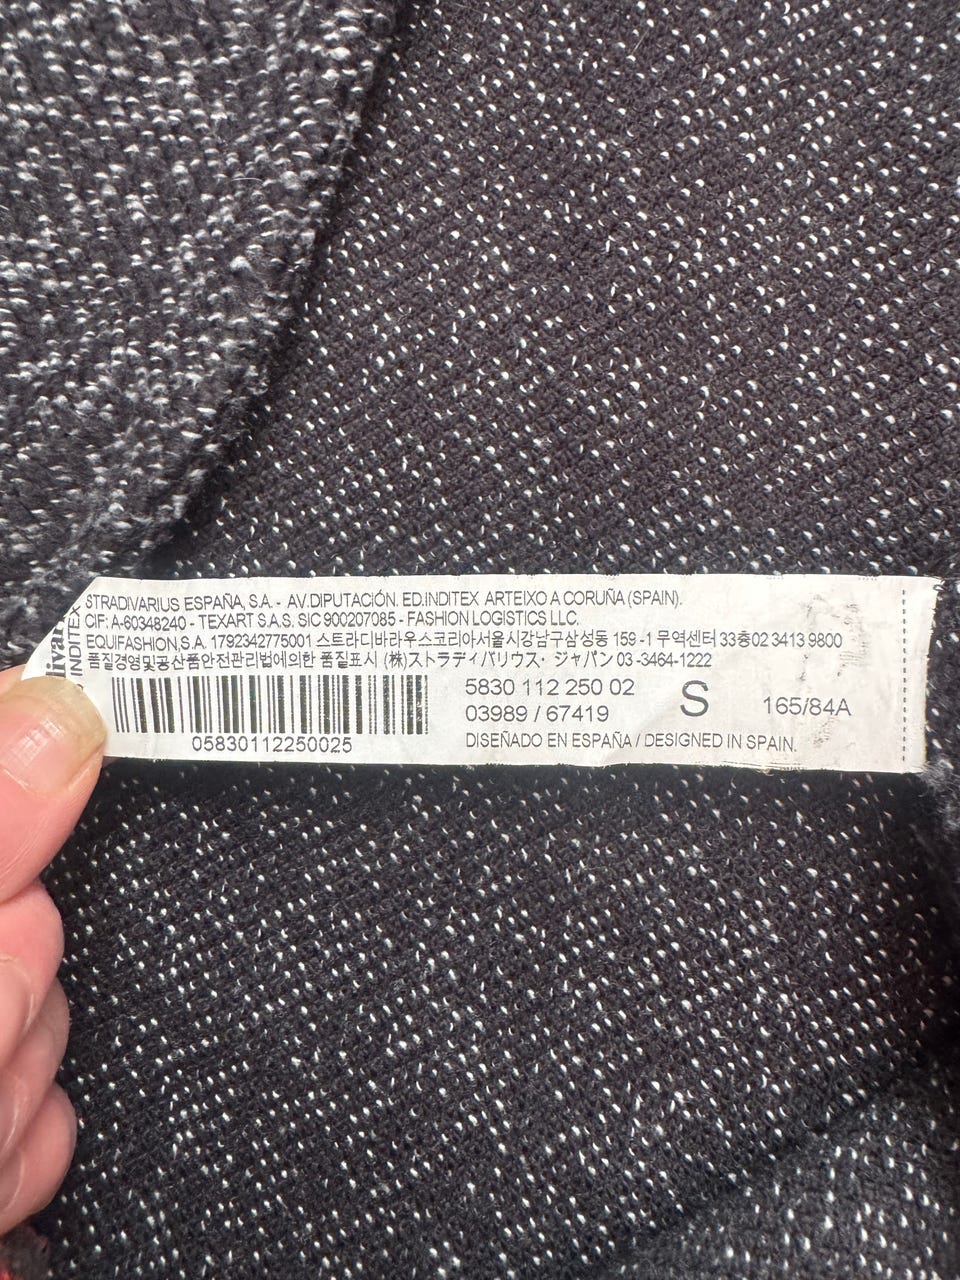 STRADIVARIUS ESPAÑA, S.A. - AV.DIPUTACIÓN. ED.INDITEX ARTEIXO A CORUÑA (SPAIN).
CIF: A-60348240 - TEXART S.A.S. SIC 900207085 - FASHION LOGISTICS LLC.
EQUIFASHION,S.A. 1792342775001 스트라디바라우스코리아서울시강남구삼성동 159 -1 무역센터 33층02 3413 9800
품질경영및공산품안전관리법에의한 품질표시 (株)ストラディバリウス・ジャパン 03 -3464-1222
5830 112 250 02
03989 / 67419
S
165/84A
05830112250025
DISEÑADO EN ESPAÑA / DESIGNED IN SPAIN.
INDITEX